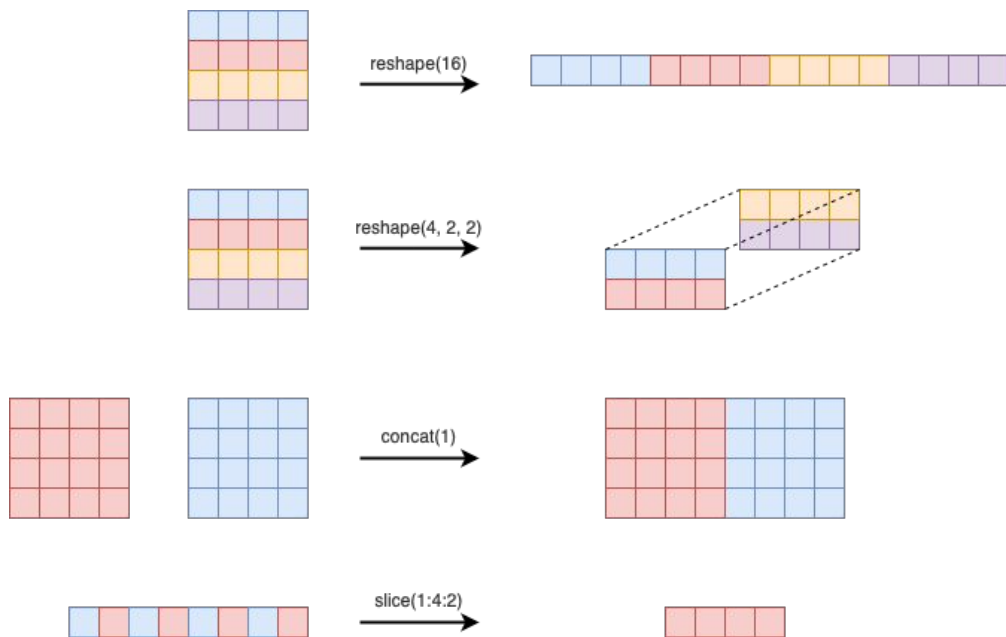 reshape(16)
reshape(4, 2, 2)
concat(1)
slice(1:4:2)